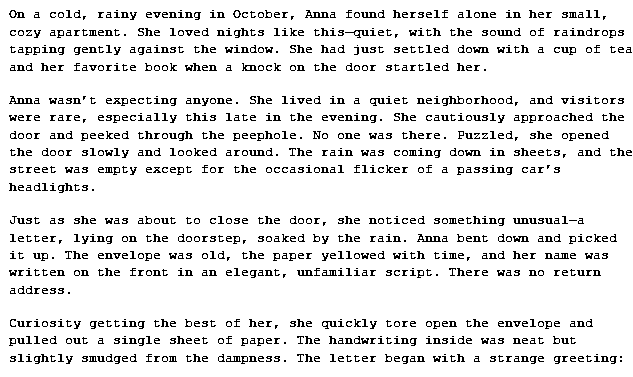 On a cold, rainy evening in October, Anna found herself alone in her small,
cozy apartment. She loved nights like this—quiet, with the sound of raindrops
tapping gently against the window. She had just settled down with a cup of tea
and her favorite book when a knock on the door startled her.

Anna wasn’t expecting anyone. She lived in a quiet neighborhood, and visitors
were rare, especially this late in the evening. She cautiously approached the
door and peeked through the peephole. No one was there. Puzzled, she opened
the door slowly and looked around. The rain was coming down in sheets, and the
street was empty except for the occasional flicker of a passing car’s
headlights.

Just as she was about to close the door, she noticed something unusual—a
letter, lying on the doorstep, soaked by the rain. Anna bent down and picked
it up. The envelope was old, the paper yellowed with time, and her name was
written on the front in an elegant, unfamiliar script. There was no return
address.

Curiosity getting the best of her, she quickly tore open the envelope and
pulled out a single sheet of paper. The handwriting inside was neat but
slightly smudged from the dampness. The letter began with a strange greeting: